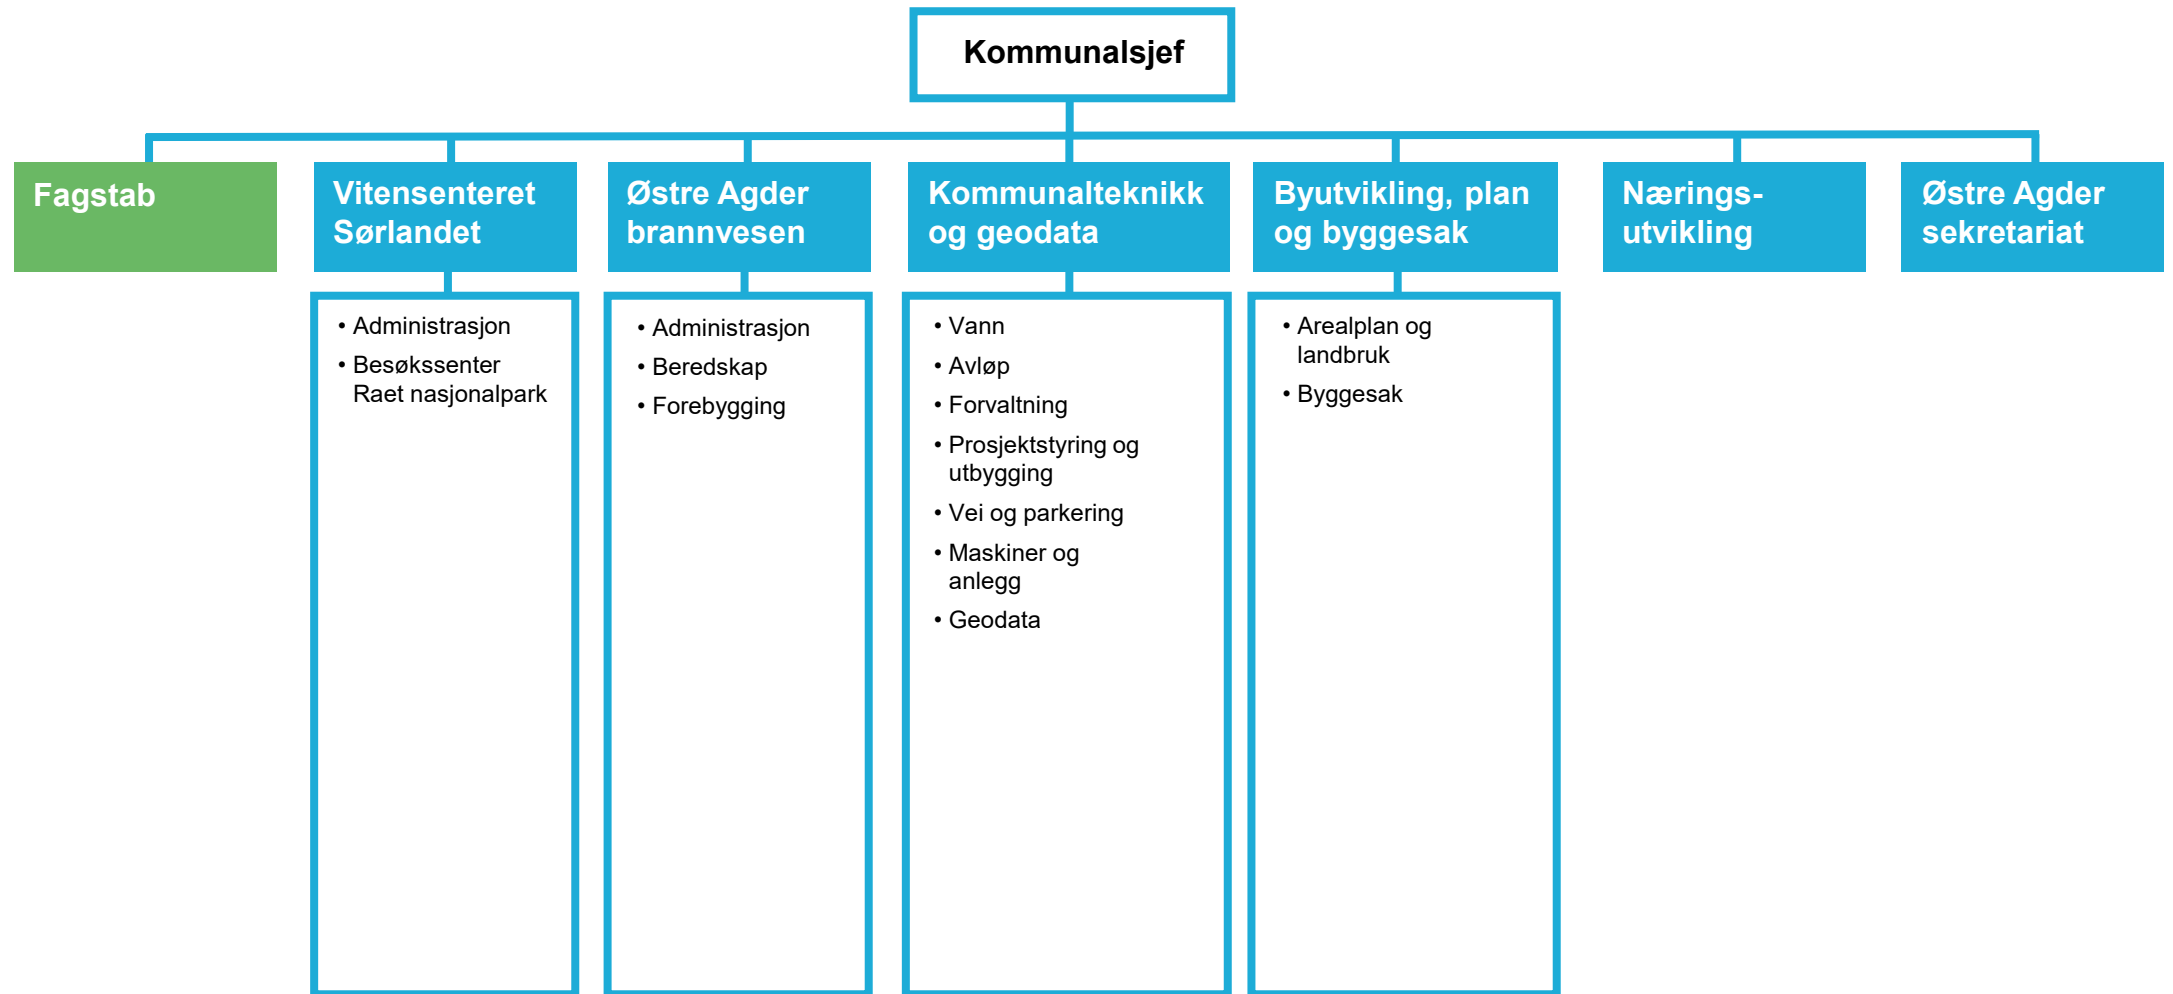 Kommunalsjef
Fagstab
Vitensenteret
Sørlandet
• Administrasjon
• Besøkssenter
Raet nasjonalpark
Østre Agder
brannvesen
• Administrasjon
• Beredskap
• Forebygging
Kommunalteknikk
og geodata
• Vann
• Avløp
• Forvaltning
• Prosjektstyring og
utbygging
• Vei og parkering
• Maskiner og
anlegg
• Geodata
Byutvikling, plan
og byggesak
• Arealplan og
landbruk
• Byggesak
Nærings-
utvikling
Østre Agder
sekretariat